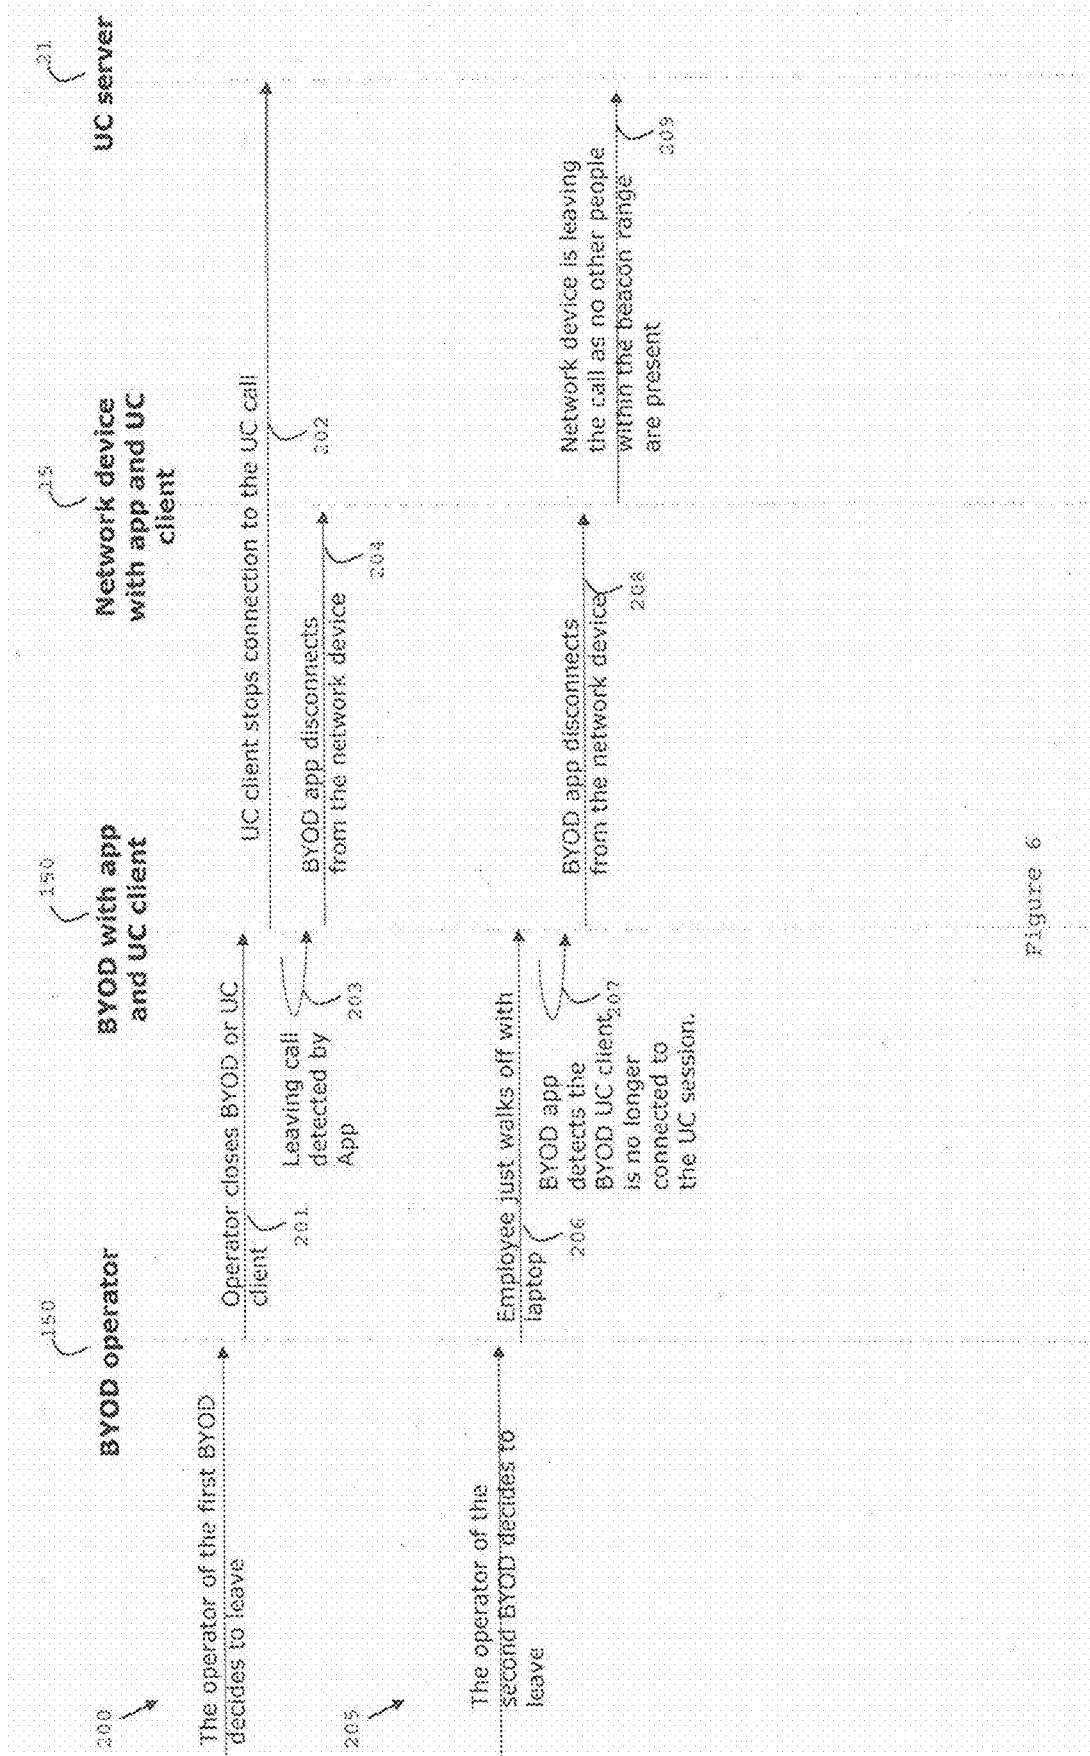 150
BYOD operator
150
BYOD with app
and UC client
15
Network device
with app and UC
client
21
UC server
200
The operator of the first BYOD
decides to leave
Operator closes BYOD or UC
client
201
UC client stops connection to the UC call
202
Leaving call
detected by
App
203
BYOD app disconnects
from the network device
204
205
The operator of the
second BYOD decides to
leave
Employee just walks off with
laptop
206
BYOD app
detects the
BYOD UC client
is no longer
connected to
the UC session.
207
BYOD app disconnects
from the network device
208
Network device is leaving
the call as no other people
within the beacon range
are present
209
Figure 6